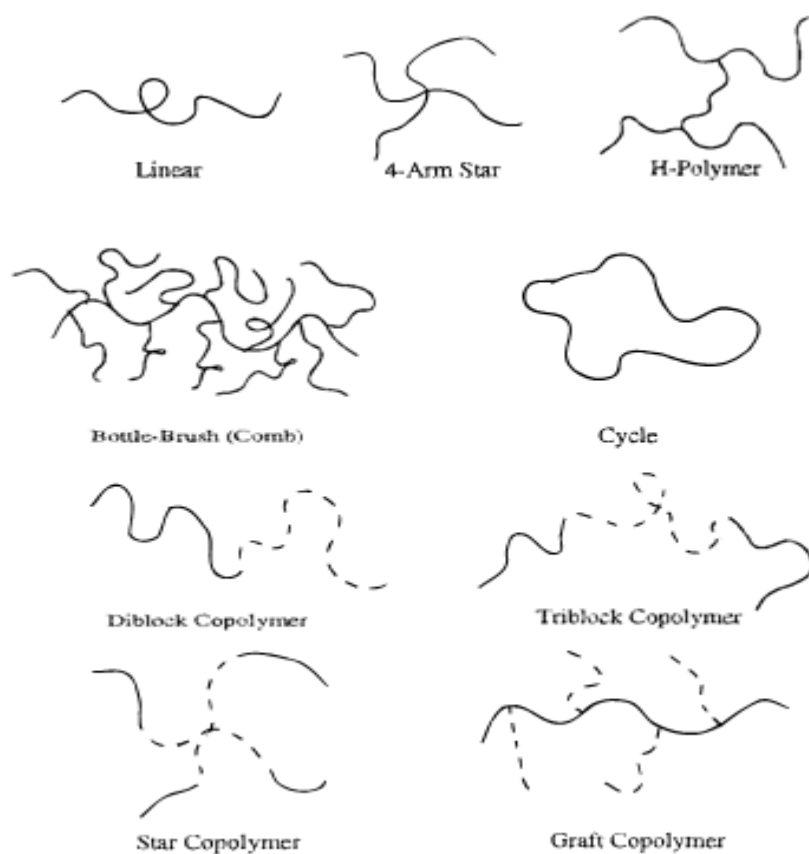 Linear
4-Arm Star
H-Polymer
Bottle-Brush (Comb)
Cycle
Diblock Copolymer
Triblock Copolymer
Star Copolymer
Graft Copolymer